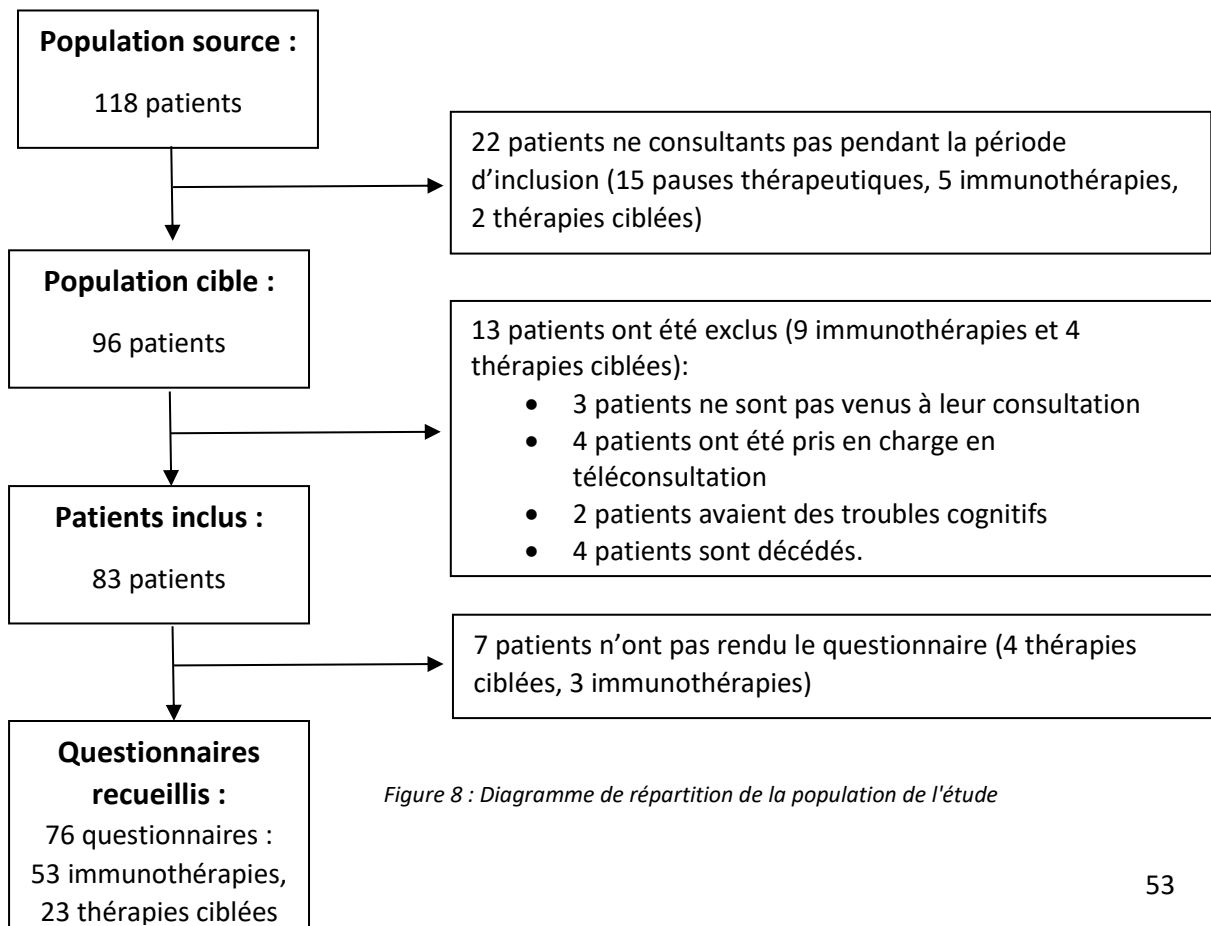 Population source :
118 patients
22 patients ne consultants pas pendant la période
d’inclusion (15 pauses thérapeutiques, 5 immunothérapies,
2 thérapies ciblées)
Population cible :
96 patients
13 patients ont été exclus (9 immunothérapies et 4
thérapies ciblées):
• 3 patients ne sont pas venus à leur consultation
• 4 patients ont été pris en charge en
téléconsultation
• 2 patients avaient des troubles cognitifs
• 4 patients sont décédés.
Patients inclus :
83 patients
7 patients n’ont pas rendu le questionnaire (4 thérapies
ciblées, 3 immunothérapies)
Questionnaires
recueillis :
76 questionnaires :
53 immunothérapies,
23 thérapies ciblées
Figure 8 : Diagramme de répartition de la population de l'étude
53